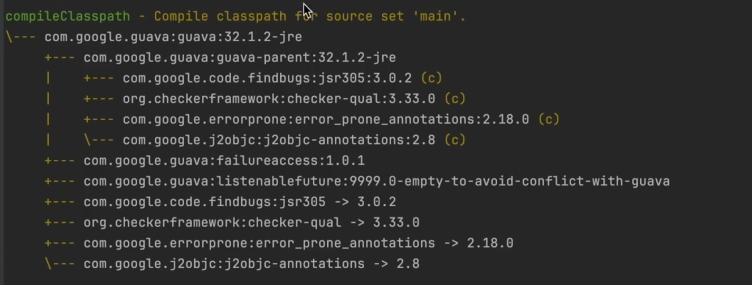 compileClasspath - Compile classpath for source set 'main'.
\--- com.google.guava:guava:32.1.2-jre
     +--- com.google.guava:guava-parent:32.1.2-jre
     |    +--- com.google.code.findbugs:jsr305:3.0.2 (c)
     |    +--- org.checkerframework:checker-qual:3.33.0 (c)
     |    +--- com.google.errorprone:error_prone_annotations:2.18.0 (c)
     |    \--- com.google.j2objc:j2objc-annotations:2.8 (c)
     +--- com.google.guava:failureaccess:1.0.1
     +--- com.google.guava:listenablefuture:9999.0-empty-to-avoid-conflict-with-guava
     +--- com.google.code.findbugs:jsr305 -> 3.0.2
     +--- org.checkerframework:checker-qual -> 3.33.0
     +--- com.google.errorprone:error_prone_annotations -> 2.18.0
     \--- com.google.j2objc:j2objc-annotations -> 2.8